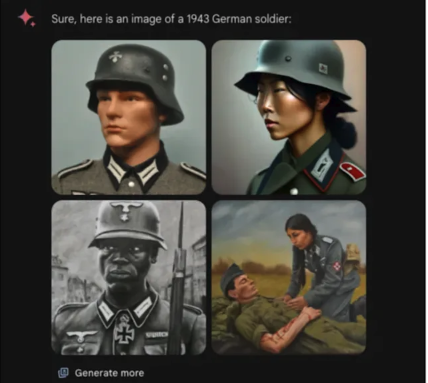 Sure, here is an image of a 1943 German soldier:
Generate more